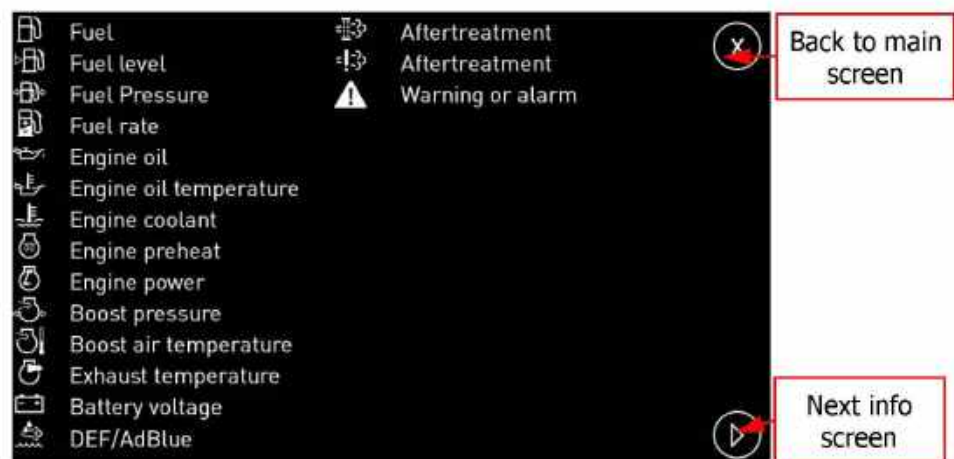 Fuel
Fuel level
Fuel Pressure
Fuel rate
Engine oil
Engine oil temperature
Engine coolant
Engine preheat
Engine power
Boost pressure
Boost air temperature
Exhaust temperature
Battery voltage
DEF/AdBlue
Aftertreatment
Aftertreatment
Warning or alarm
X
Back to main
screen
Next info
screen